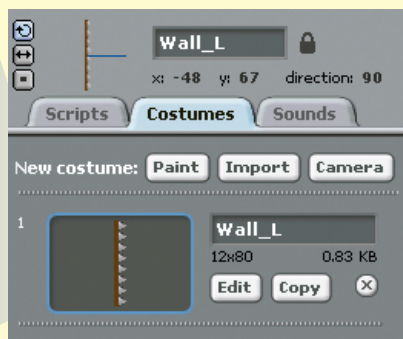 Wall_L
x: -48 y: 67 direction: 90
Scripts Costumes Sounds
New costume: Paint Import Camera
1
Wall_L
12x80 0.83 KB
Edit Copy